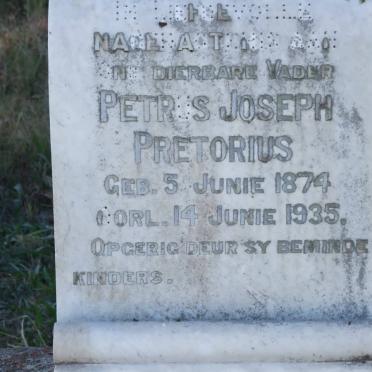 DIERBARE VADER
PETRUS JOSEPH
PRETORIUS
GEB. 5 JUNIE 1874
OORL. 14 JUNIE 1935.
OPGERIG DEUR SY BEMINDE
KINDERS.